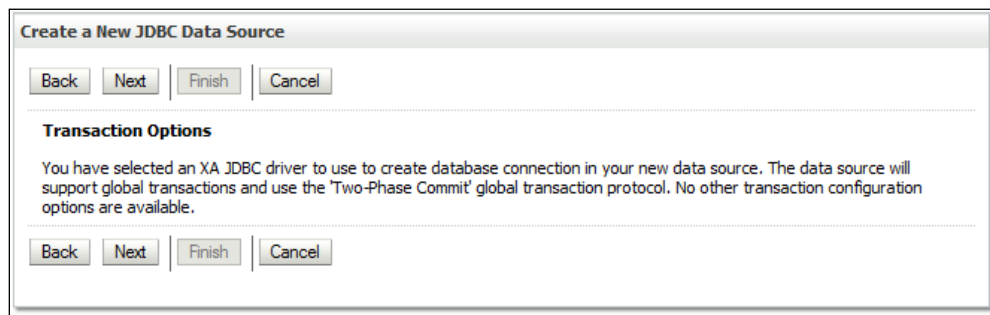 Create a New JDBC Data Source
Back Next Finish Cancel
Transaction Options
You have selected an XA JDBC driver to use to create database connection in your new data source. The data source will
support global transactions and use the 'Two-Phase Commit' global transaction protocol. No other transaction configuration
options are available.
Back Next Finish Cancel